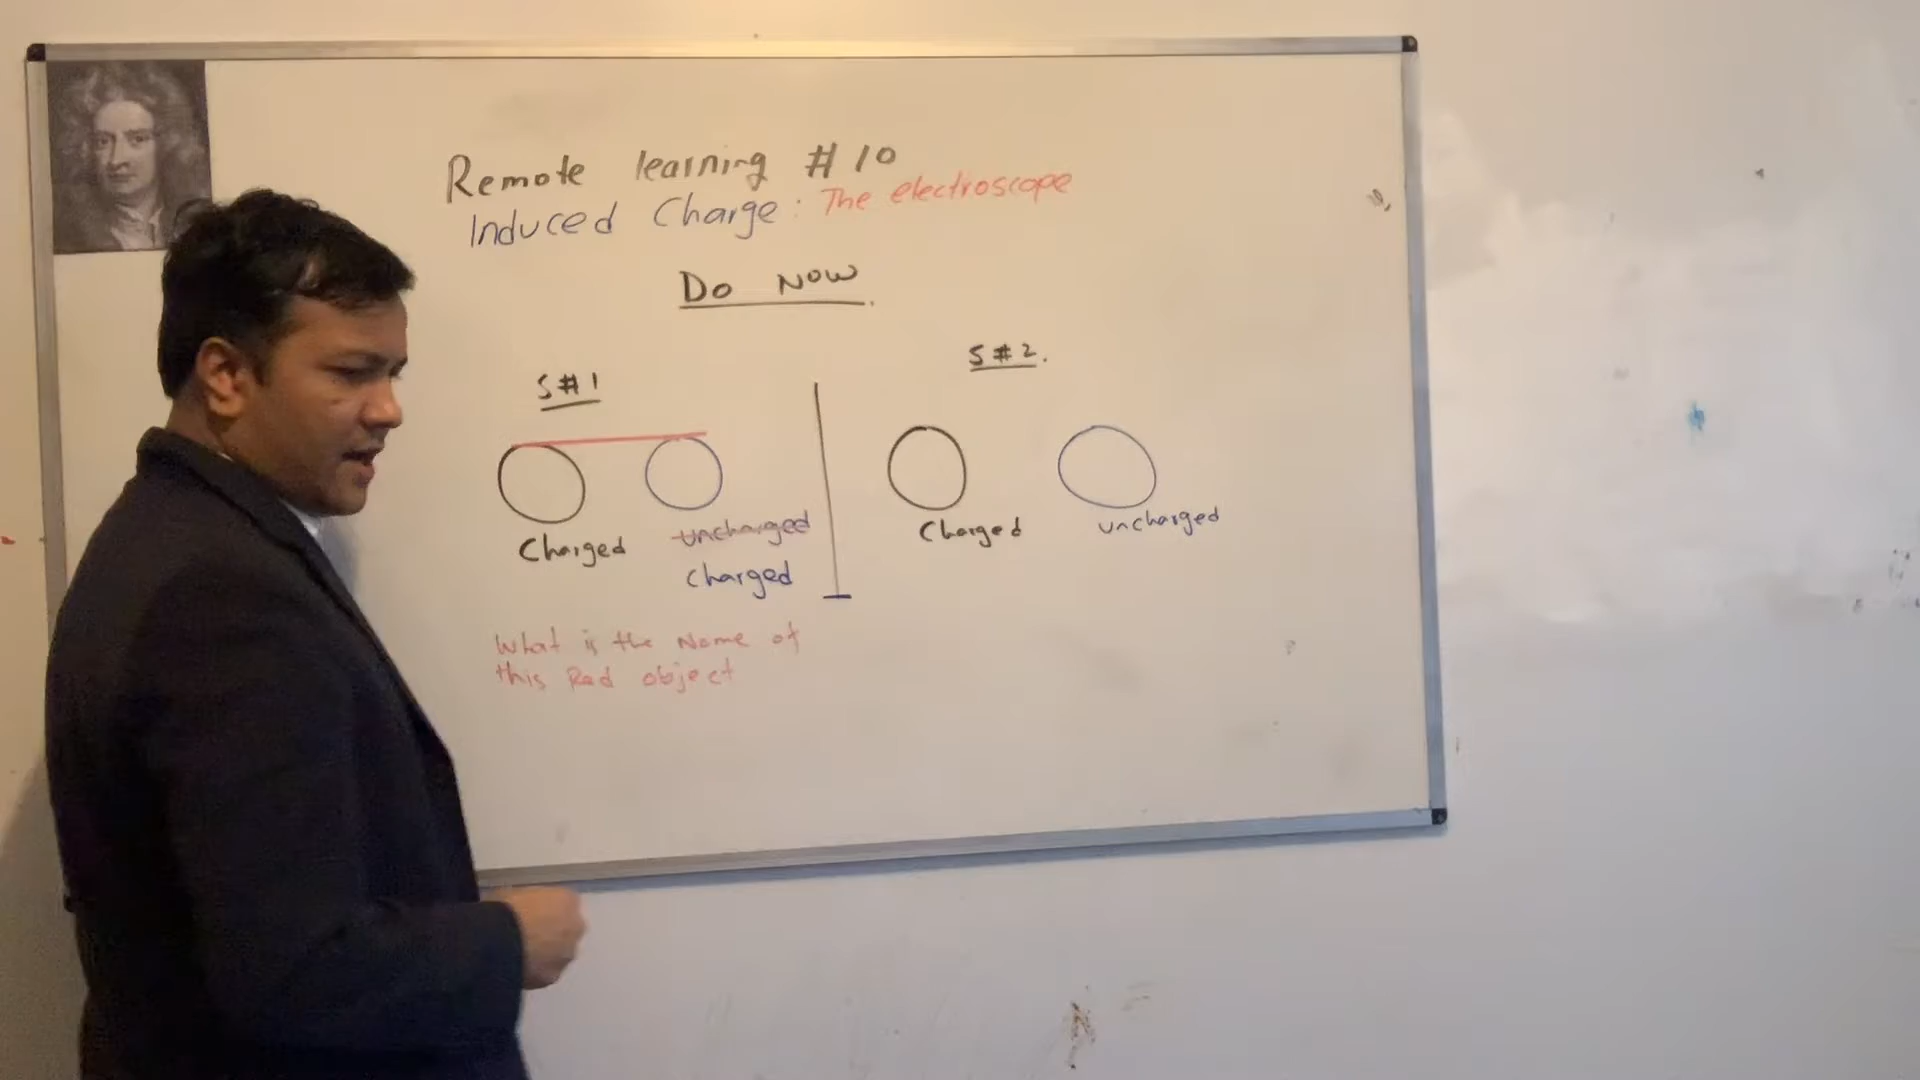 Remote learning #10
Induced Charge: The electroscope
Do Now
S#1
Charged
uncharged
Charged
What is the Name of
this Red object
S#2.
Charged
uncharged